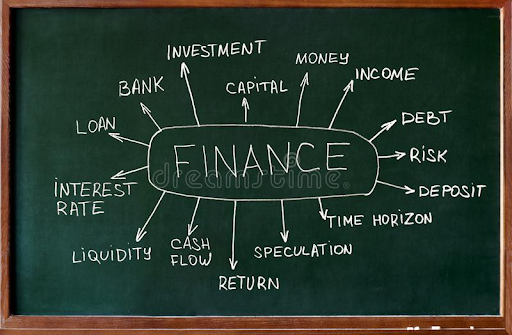 INVESTMENT
MONEY
BANK
CAPITAL
INCOME
LOAN
DEBT
FINANCE
dreamstime
RISK
INTEREST
RATE
DEPOSIT
TIME HORIZON
LIQUIDITY
CASH
FLOW
SPECULATION
RETURN